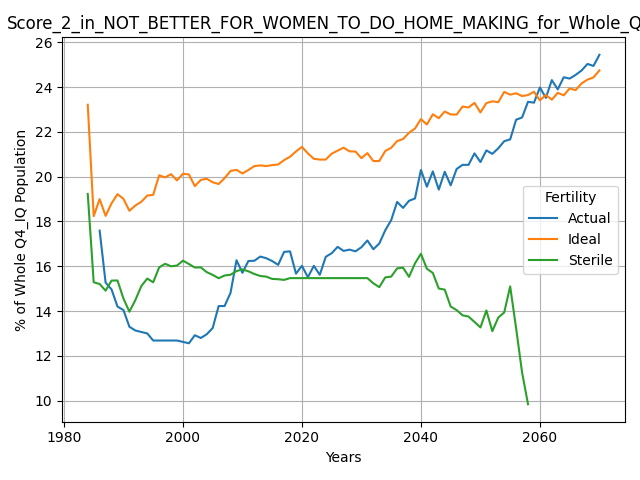 Score_2_in_NOT_BETTER_FOR_WOMEN_TO_DO_HOME_MAKING_for_Whole_Q
% of Whole Q4_IQ Population
26
24
22
20
18
16
14
12
10
Fertility
Actual
Ideal
Sterile
1980
2000
2020
2040
2060
Years